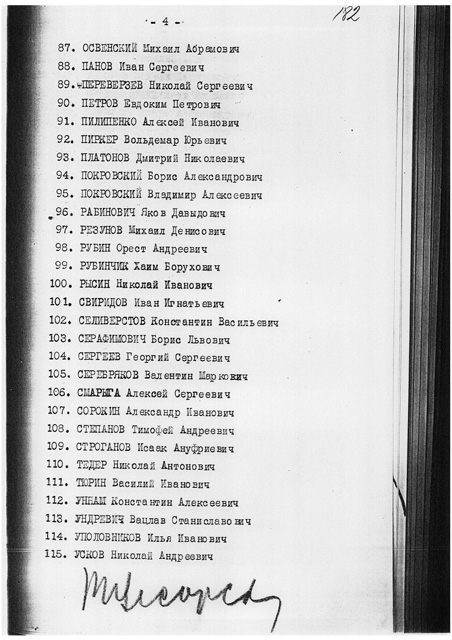 - 4 -
182
87. ОСВЕНСКИЙ Михаил Абрамович
88. ПАНОВ Иван Сергеевич
89. ПЕРЕВЕРЗЕВ Николай Сергеевич
90. ПЕТРОВ Евдоким Петрович
91. ПИЛИПЕНКО Алексей Иванович
92. ПИРКЕР Вольдемар Юрьевич
93. ПЛАТОНОВ Дмитрий Николаевич
94. ПОКРОВСКИЙ Борис Александрович
95. ПОКРОВСКИЙ Владимир Алексеевич
96. РАБИНОВИЧ Яков Давыдович
97. РЕЗУНОВ Михаил Денисович
98. РУБИН Орест Андреевич
99. РУБИНЧИК Хаим Борухович
100. РЫСИН Николай Иванович
101. СВИРИДОВ Иван Игнатьевич
102. СЕЛИВЕРСТОВ Константин Васильевич
103. СЕРАФИМОВИЧ Борис Львович
104. СЕРГЕЕВ Георгий Сергеевич
105. СЕРЕБРЯКОВ Валентин Маркович
106. СМАРЫГА Алексей Сергеевич
107. СОРОКИН Александр Иванович
108. СТЕПАНОВ Тимофей Андреевич
109. СТРОГАНОВ Исаак Ануфриевич
110. ТЕДЕР Николай Антонович
111. ТЮРИН Василий Иванович
112. УННАМ Константин Алексеевич
113. УНДРЕВИЧ Вацлав Станиславович
114. УПОЛОВНИКОВ Илья Иванович
115. УСКОВ Николай Андреевич